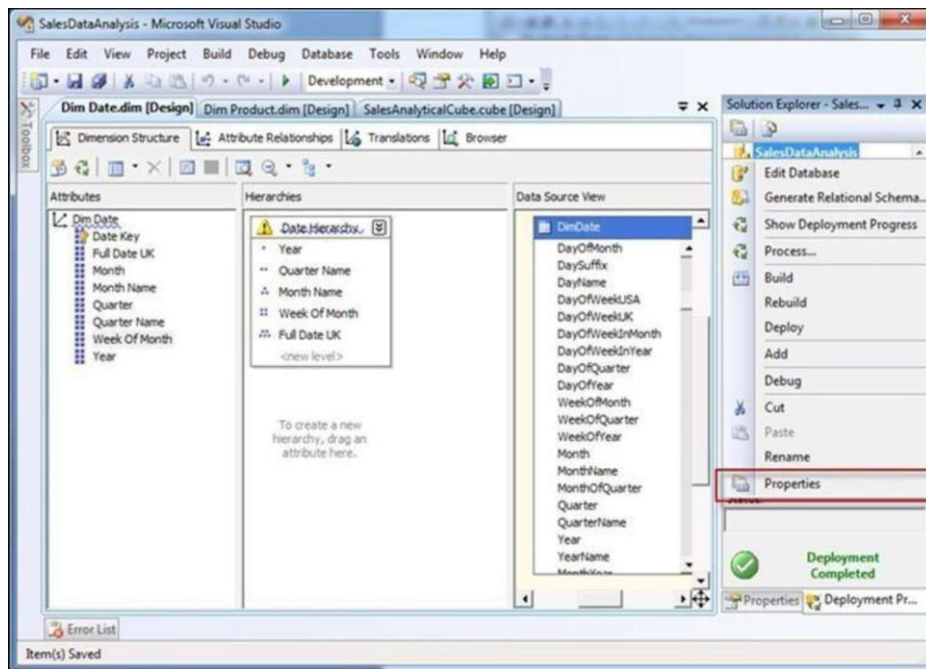 SalesDataAnalysis - Microsoft Visual Studio
File Edit View Project Build Debug Database Tools Window Help
Development
Toolbox
Dim Date.dim [Design] Dim Product.dim [Design] SalesAnalyticalCube.cube [Design]
Dimension Structure Attribute Relationships Translations Browser
Attributes
Dim Date
Date Key
Full Date UK
Month
Month Name
Quarter
Quarter Name
Week Of Month
Year
Hierarchies
Date Hierarchy
Year
Quarter Name
Month Name
Week Of Month
Full Date UK
<new level>
To create a new
hierarchy, drag an
attribute here.
Data Source View
DimDate
DayOfMonth
DaySuffix
DayName
DayOfWeekUSA
DayOfWeekUK
DayOfWeekInMonth
DayOfWeekInYear
DayOfQuarter
DayOfYear
WeekOfMonth
WeekOfQuarter
WeekOfYear
Month
MonthName
MonthOfQuarter
Quarter
QuarterName
Year
YearName
MonthYear
Solution Explorer - Sales...
SalesDataAnalysis
Edit Database
Generate Relational Schema...
Show Deployment Progress
Process...
Build
Rebuild
Deploy
Add
Debug
Cut
Paste
Rename
Properties
Status:
Deployment
Completed
Properties Deployment Pr...
Error List
Item(s) Saved